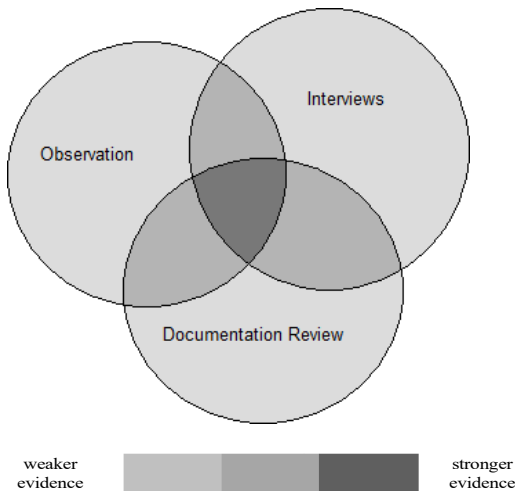 Interviews
Observation
Documentation Review
weaker
evidence
stronger
evidence